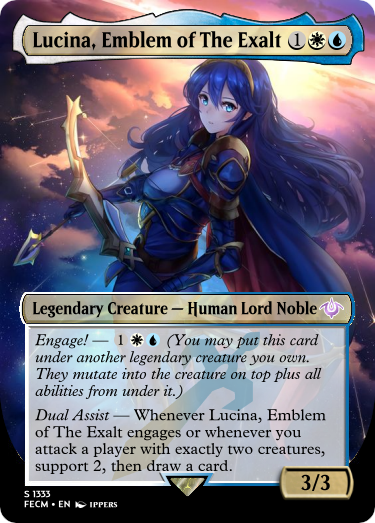 Lucina, Emblem of The Exalt 1
Legendary Creature — Human Lord Noble
Engage! — 1 (You may put this
card under another legendary creature you own.
They mutate into the creature on top plus all
abilities from under it.)
Dual Assist — Whenever Lucina, Emblem
of The Exalt engages or whenever you
attack a player with exactly two creatures,
support 2, then draw a card.
3/3
S 1333
FECM • EN IPPERS